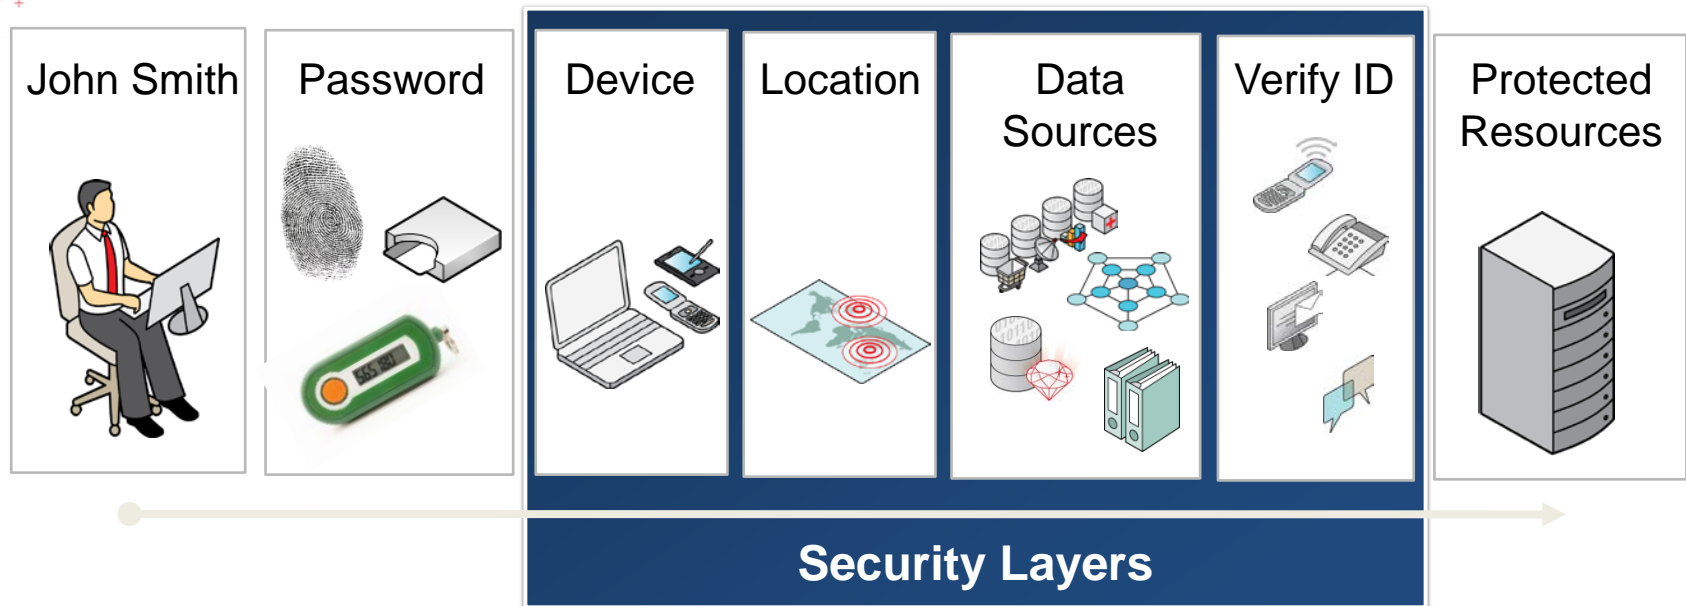 John Smith
Password
Device
Location
Data
Sources
Verify ID
Protected
Resources
Security Layers